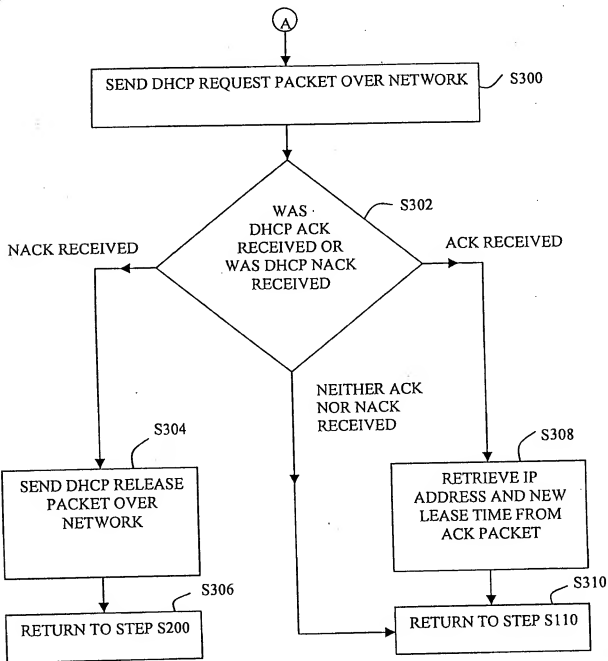 A
SEND DHCP REQUEST PACKET OVER NETWORK
S300
WAS
DHCP ACK
RECEIVED OR
WAS DHCP NACK
RECEIVED
S302
NACK RECEIVED
ACK RECEIVED
NEITHER ACK
NOR NACK
RECEIVED
S304
SEND DHCP RELEASE
PACKET OVER
NETWORK
S308
RETRIEVE IP
ADDRESS AND NEW
LEASE TIME FROM
ACK PACKET
S306
RETURN TO STEP S200
S310
RETURN TO STEP S110